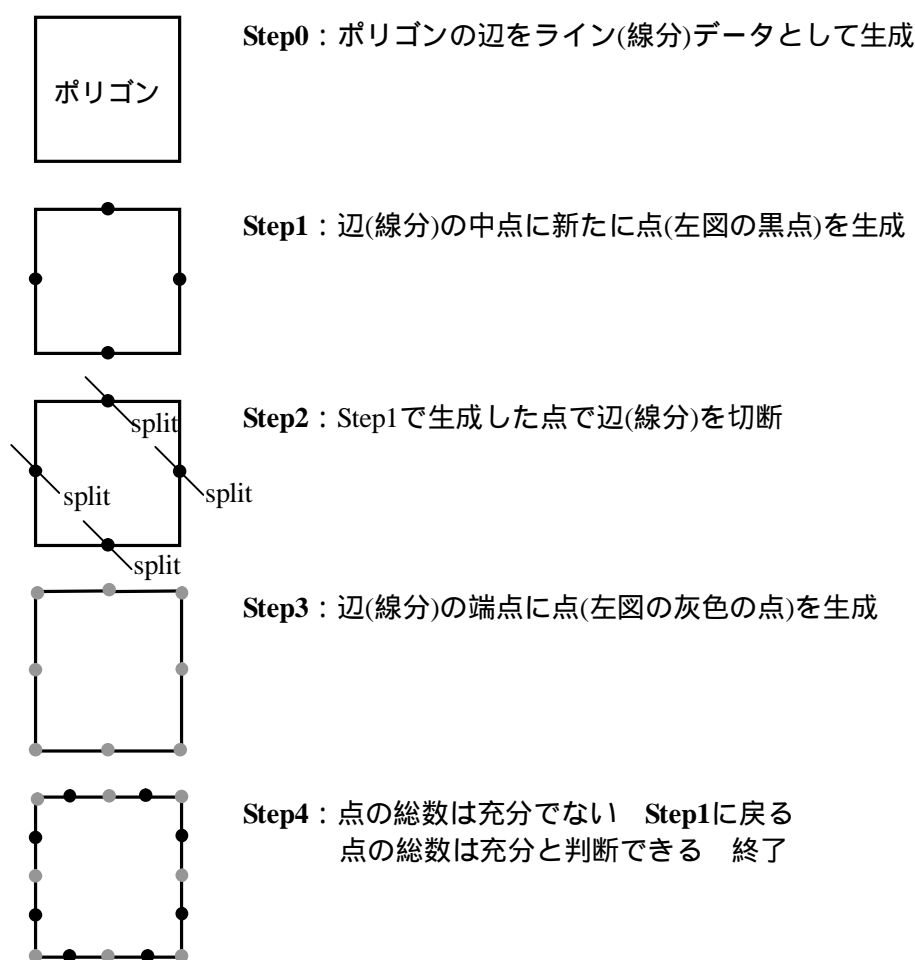 Step0：ポリゴンの辺をライン(線分)データとして生成
ポリゴン
Step1：辺(線分)の中点に新たに点(左図の黒点)を生成
Step2：Step1で生成した点で辺(線分)を切断
split
split
split
split
Step3：辺(線分)の端点に点(左図の灰色の点)を生成
Step4：点の総数は充分でない　Step1に戻る
点の総数は充分と判断できる　終了